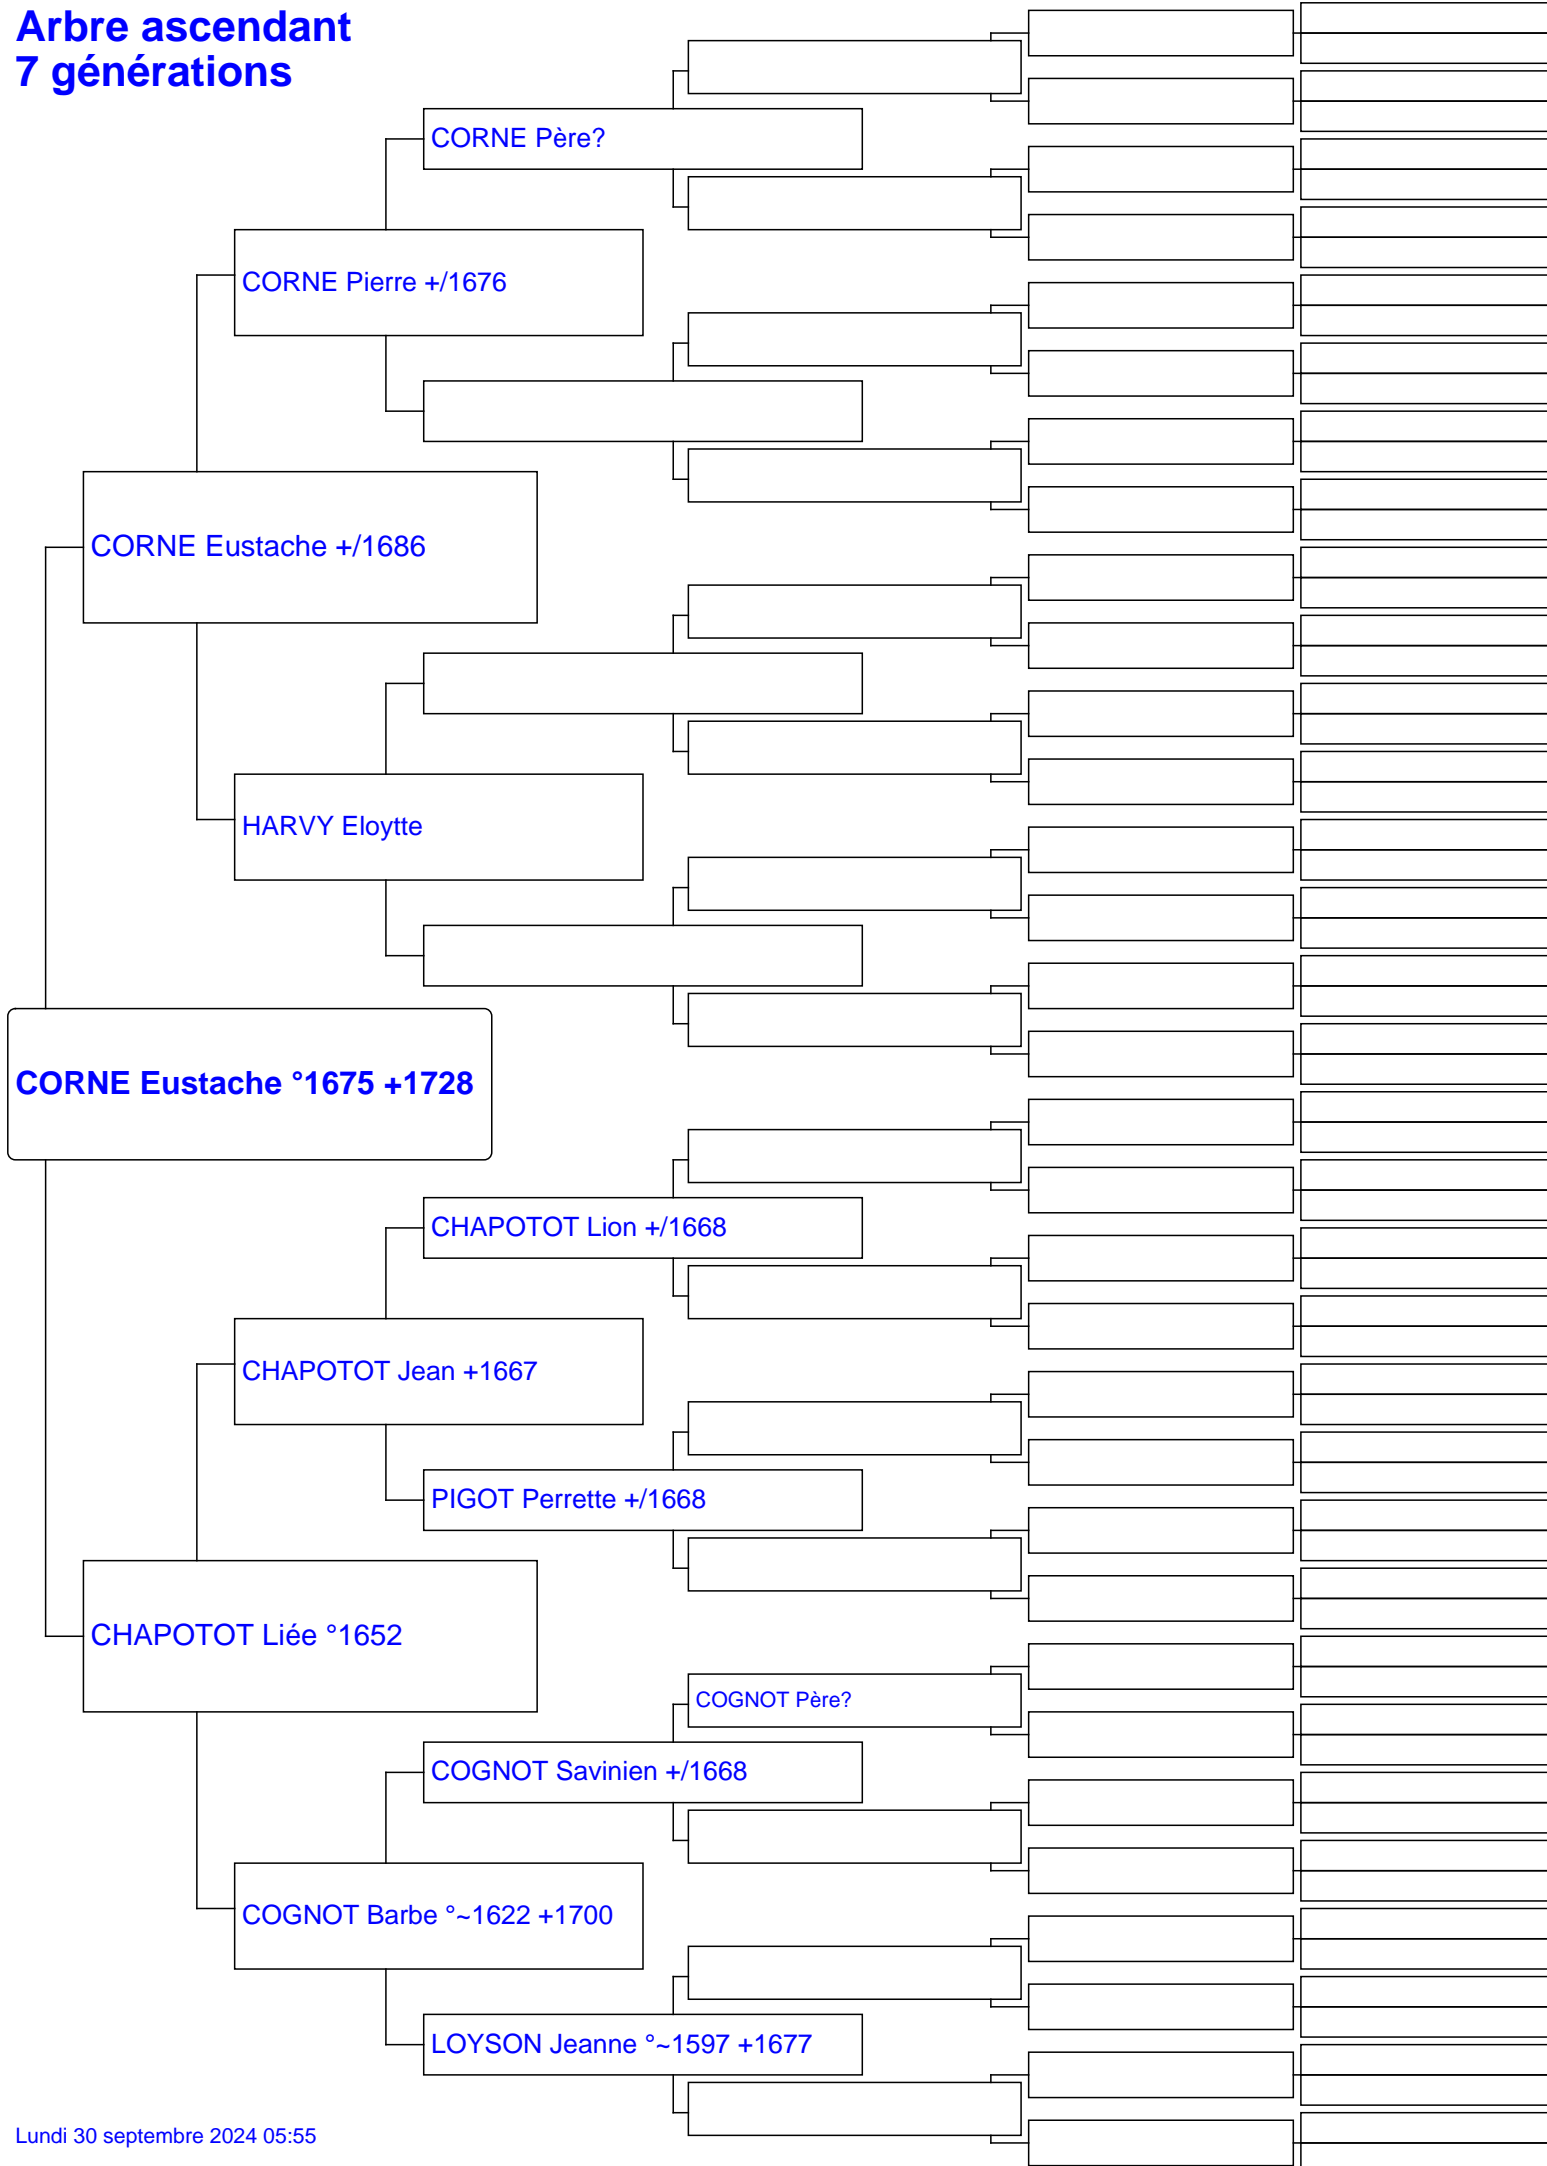 Arbre ascendant
7 générations
CORNE Père?
CORNE Pierre +/1676
CORNE Eustache +/1686
HARVY Eloytte
CORNE Eustache °1675 +1728
CHAPOTOT Lion +/1668
CHAPOTOT Jean +1667
PIGOT Perrette +/1668
CHAPOTOT Liée °1652
COGNOT Père?
COGNOT Savinien +/1668
COGNOT Barbe °~1622 +1700
LOYSON Jeanne °~1597 +1677
Lundi 30 septembre 2024 05:55